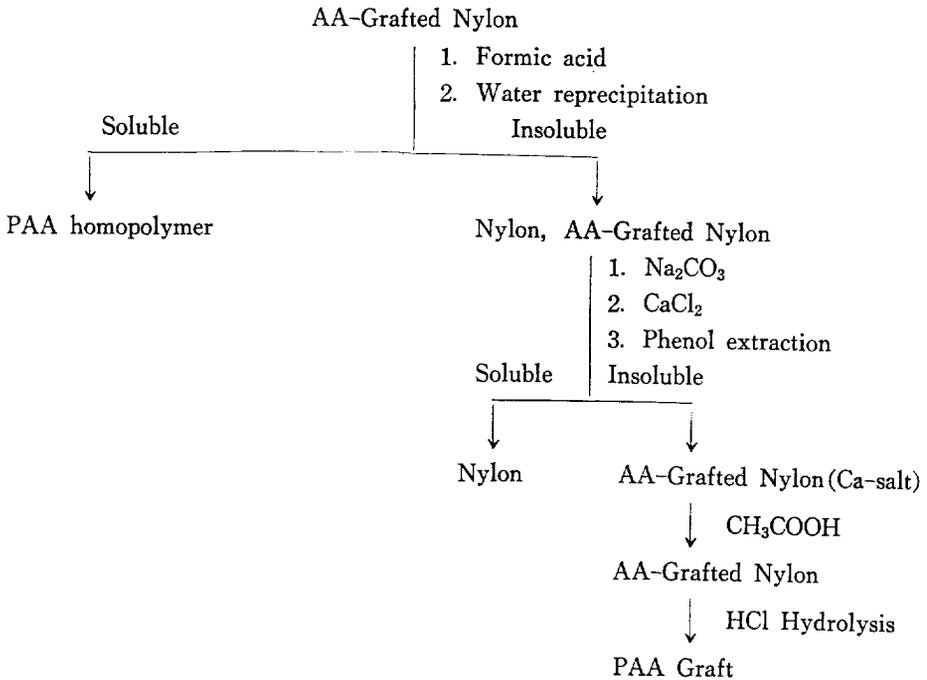 AA-Grafted Nylon
1. Formic acid
2. Water reprecipitation
Soluble
Insoluble
PAA homopolymer
Nylon, AA-Grafted Nylon
1. Na₂CO₃
2. CaCl₂
3. Phenol extraction
Soluble
Insoluble
Nylon
AA-Grafted Nylon(Ca-salt)
CH₃COOH
AA-Grafted Nylon
HCl Hydrolysis
PAA Graft